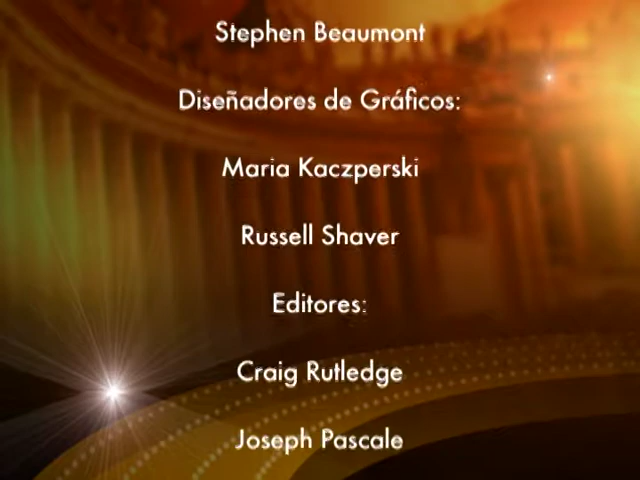 Stephen Beaumont
Diseñadores de Gráficos:
Maria Kaczperski
Russell Shaver
Editores:
Craig Rutledge
Joseph Pascale